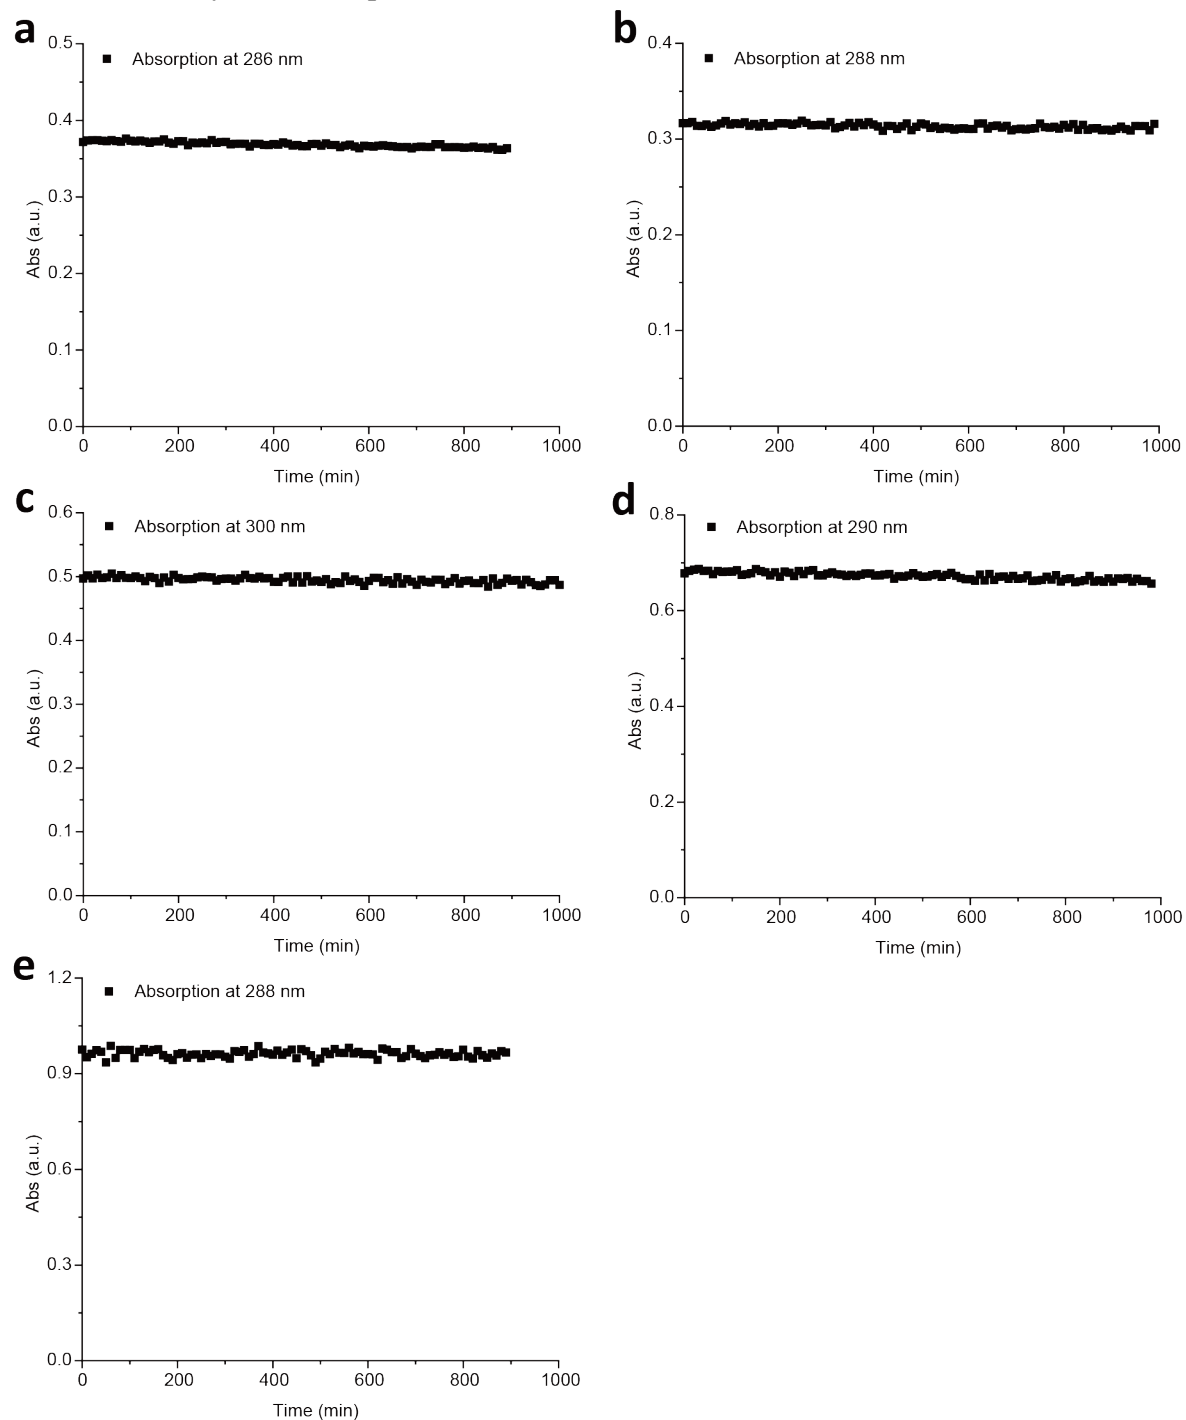 a
Absorption at 286 nm
0.5
0.4
0.3
0.2
0.1
0.0
Abs (a.u.)
0 200 400 600 800 1000
Time (min)
b
Absorption at 288 nm
0.4
0.3
0.2
0.1
0.0
Abs (a.u.)
0 200 400 600 800 1000
Time (min)
c
Absorption at 300 nm
0.6
0.5
0.4
0.3
0.2
0.1
0.0
Abs (a.u.)
0 200 400 600 800 1000
Time (min)
d
Absorption at 290 nm
0.8
0.6
0.4
0.2
0.0
Abs (a.u.)
0 200 400 600 800 1000
Time (min)
e
Absorption at 288 nm
1.2
0.9
0.6
0.3
0.0
Abs (a.u.)
0 200 400 600 800 1000
Time (min)